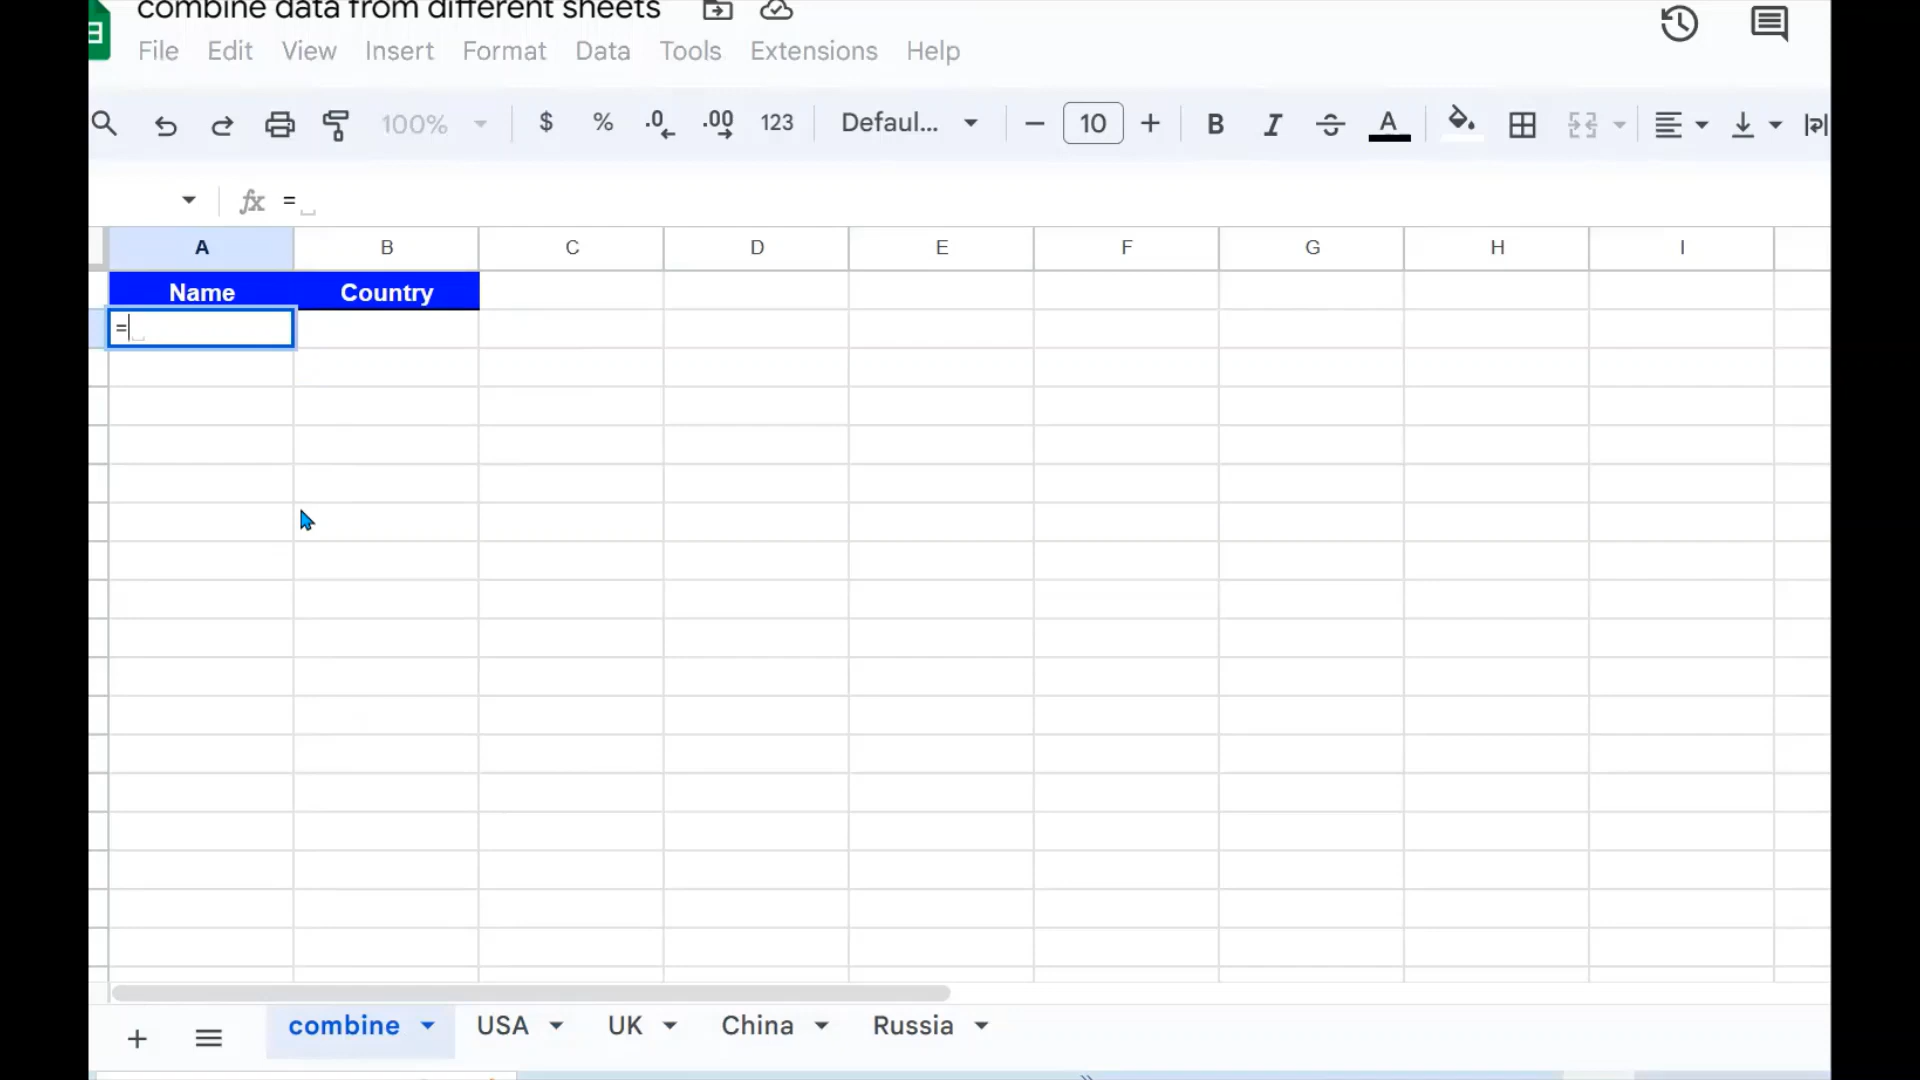 combine data from different sheets
File Edit View Insert Format Data Tools Extensions Help
100% $ % .0 .00 123 Defaul... 10 B I A
fx =
A B C D E F G H I
Name Country
=
combine USA UK China Russia